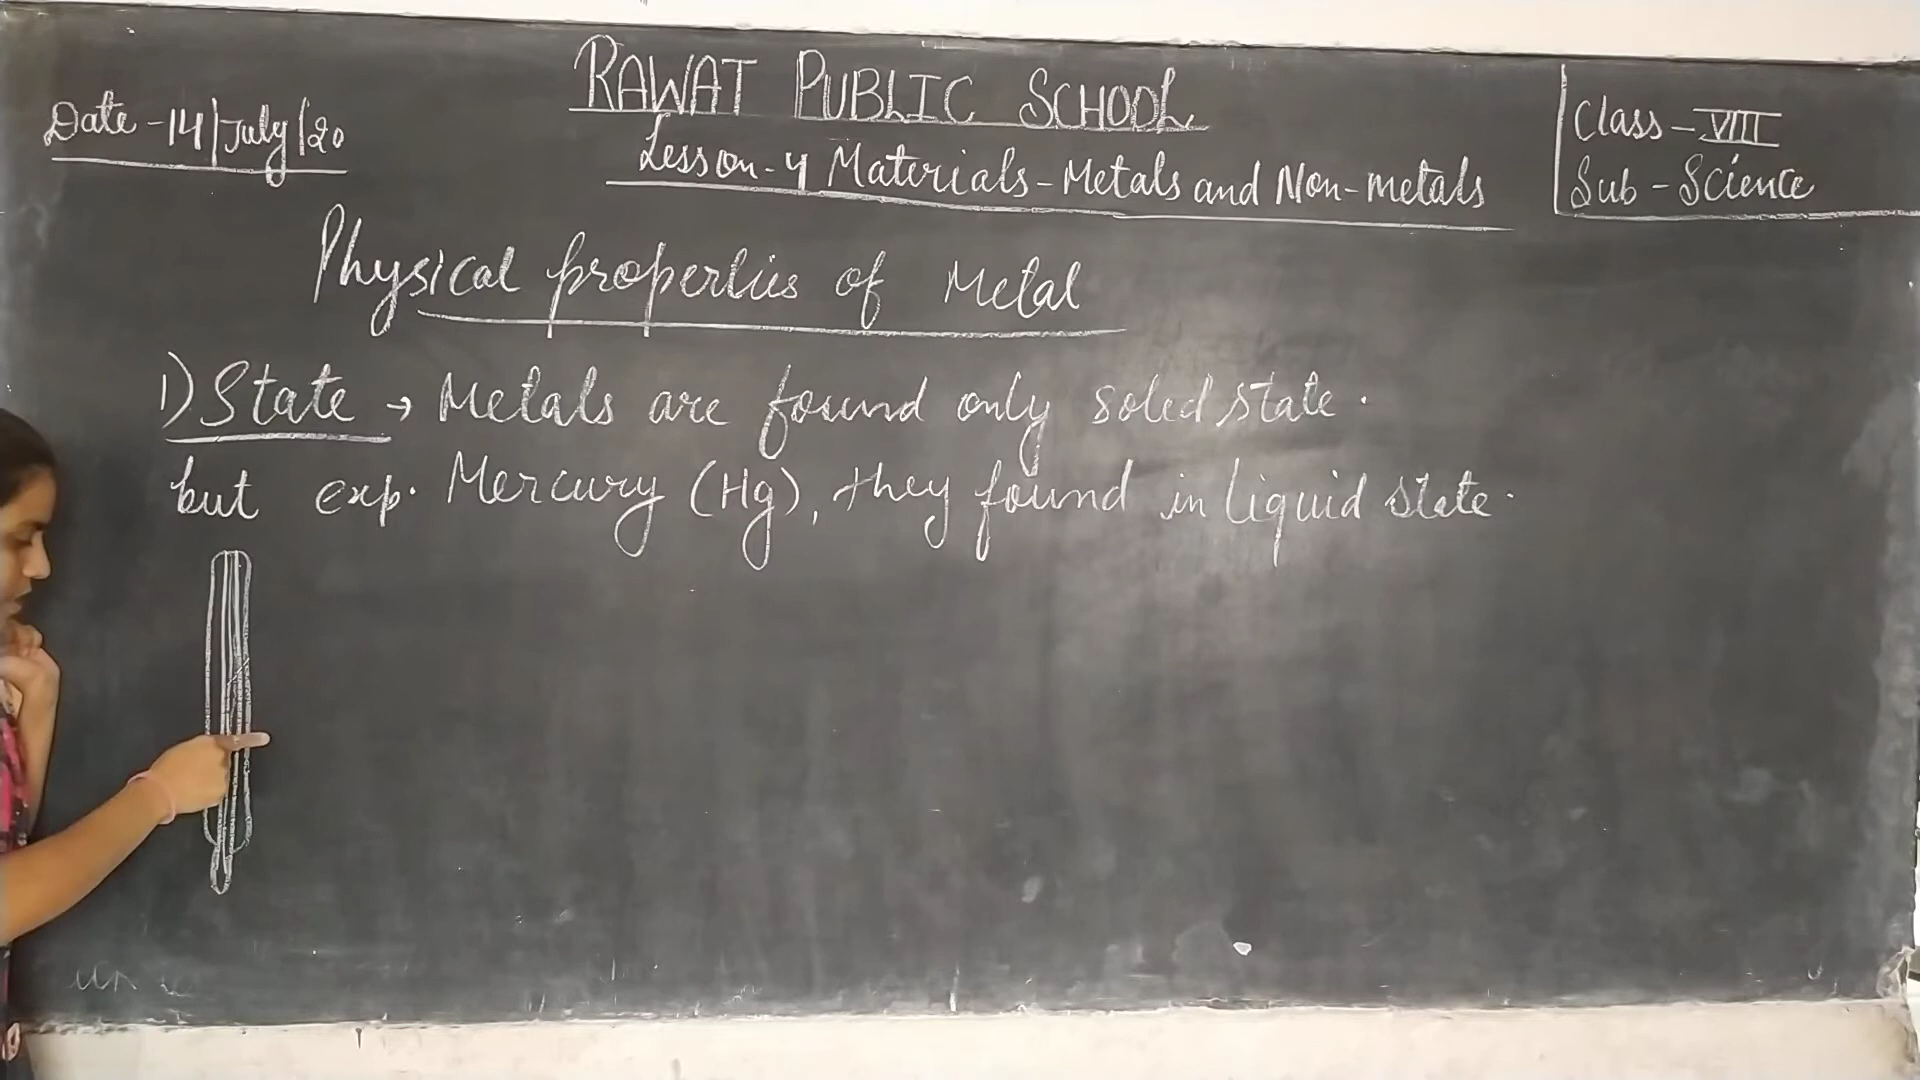 RAWAT PUBLIC SCHOOL
Date - 14|July|20
Class - VIII
Sub - Science
Lesson - 4 Materials - Metals and Non-metals
Physical properties of Metal
1) State → Metals are found only soled state.
but exp. Mercury (Hg), they found in liquid state.